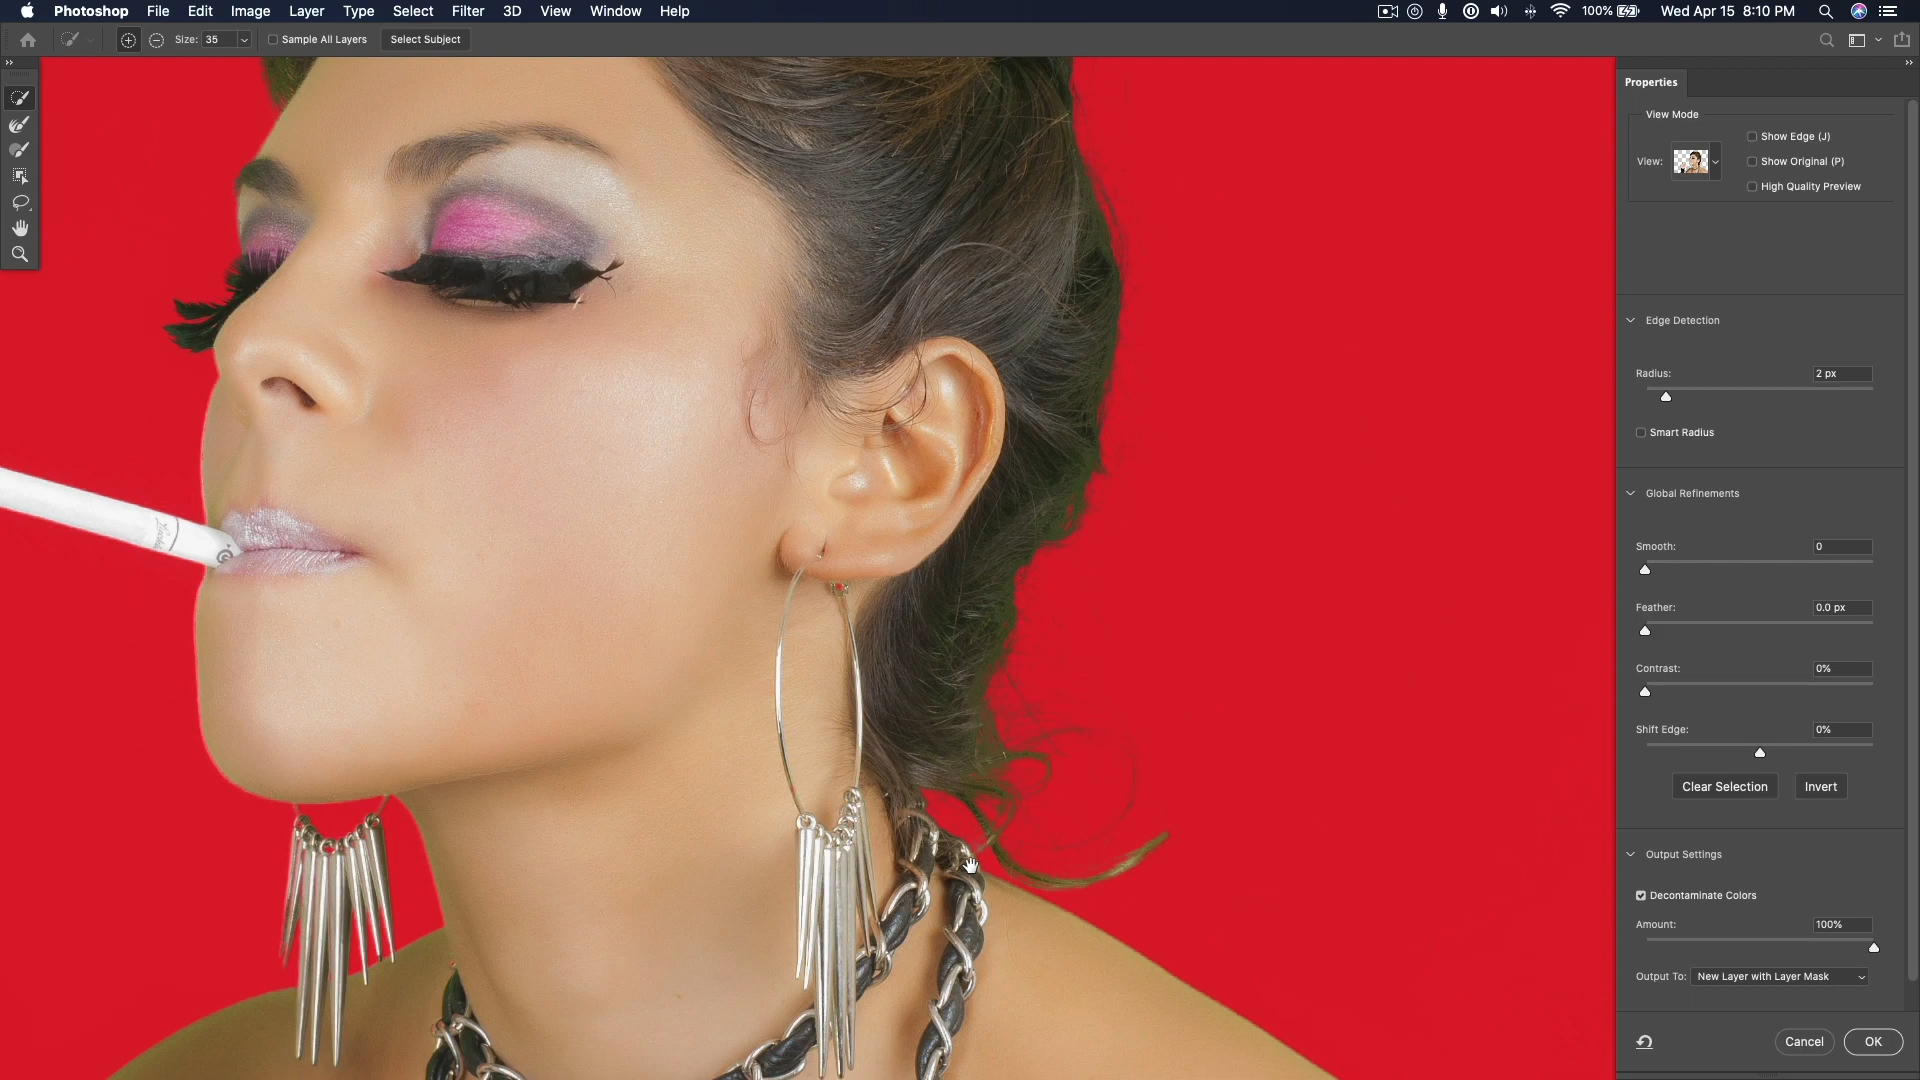 Photoshop File Edit Image Layer Type Select Filter 3D View Window Help 100% Wed Apr 15 8:10 PM
Size: 35 Sample All Layers Select Subject
Properties
View Mode
Show Edge (J)
View:
Show Original (P)
High Quality Preview
Edge Detection
Radius: 2 px
Smart Radius
Global Refinements
Smooth: 0
Feather: 0.0 px
Contrast: 0%
Shift Edge: 0%
Clear Selection Invert
Output Settings
Decontaminate Colors
Amount: 100%
Output To: New Layer with Layer Mask
Cancel OK